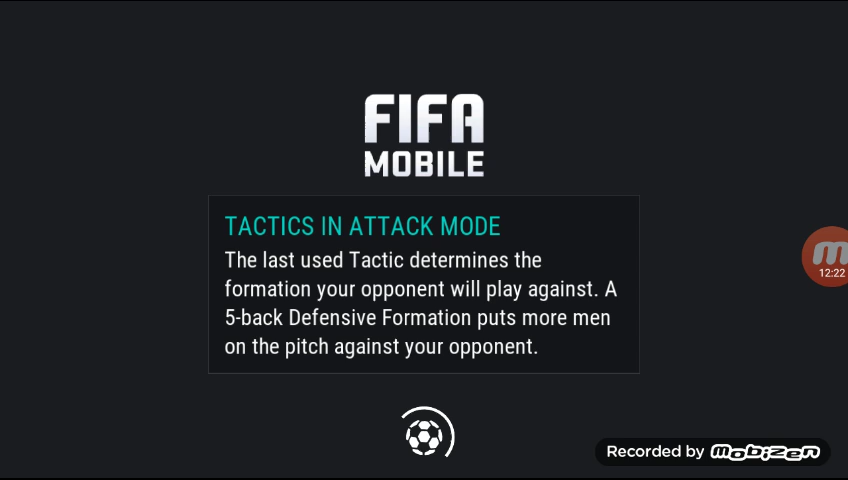 FIFA
MOBILE
TACTICS IN ATTACK MODE
The last used Tactic determines the
formation your opponent will play against. A
5-back Defensive Formation puts more men
on the pitch against your opponent.
12:22
Recorded by Mobizen